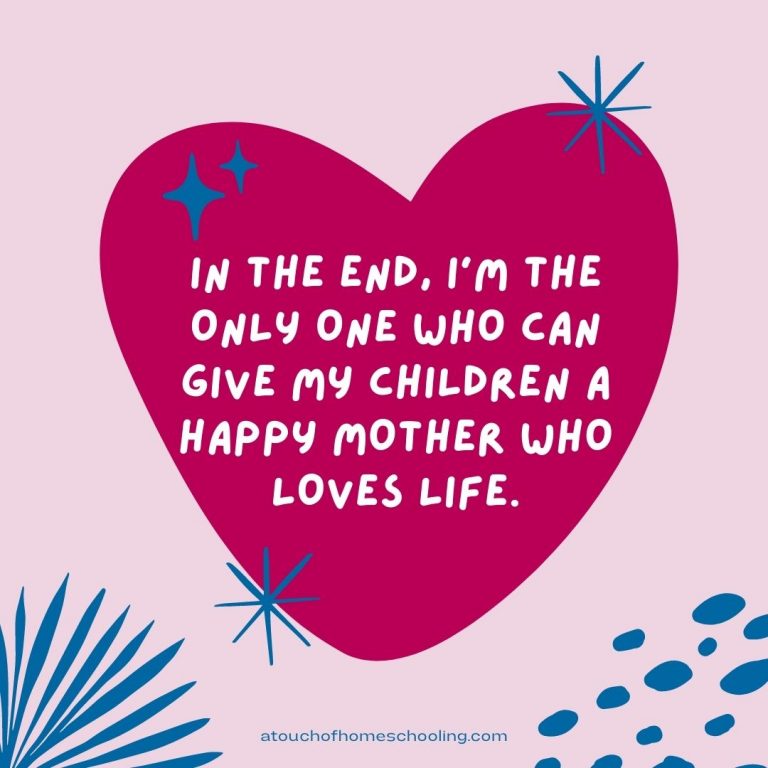 IN THE END, I'M THE
ONLY ONE WHO CAN
GIVE MY CHILDREN A
HAPPY MOTHER WHO
LOVES LIFE.
atouchofhomeschooling.com